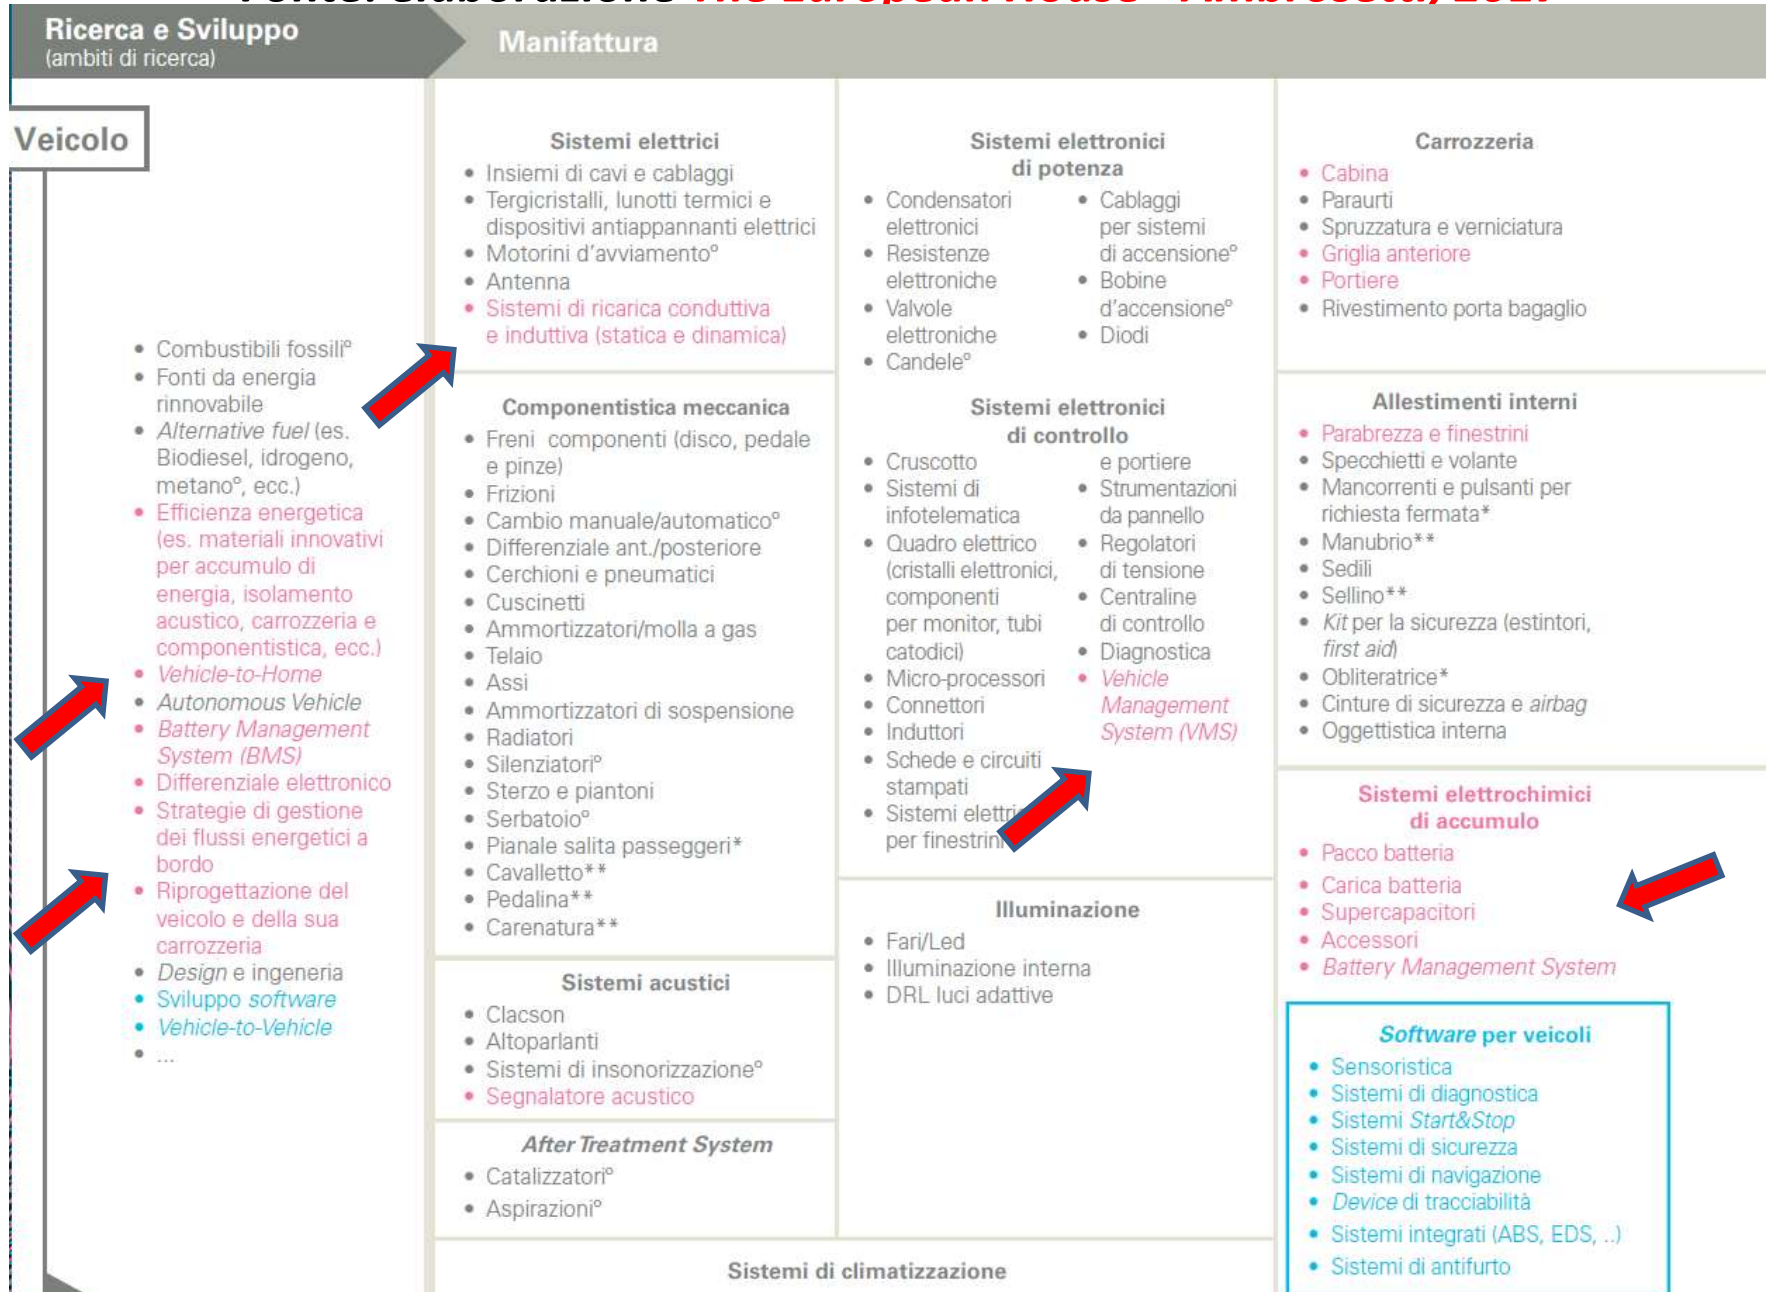 Fonte: elaborazione The European House - Ambrosetti, 2017
Ricerca e Sviluppo
(ambiti di ricerca)
Manifattura
Veicolo
• Combustibili fossili°
• Fonti da energia
rinnovabile
• Alternative fuel (es.
Biodiesel, idrogeno,
metano°, ecc.)
• Efficienza energetica
(es. materiali innovativi
per accumulo di
energia, isolamento
acustico, carrozzeria e
componentistica, ecc.)
• Vehicle-to-Home
• Autonomous Vehicle
• Battery Management
System (BMS)
• Differenziale elettronico
• Strategie di gestione
dei flussi energetici a
bordo
• Riprogettazione del
veicolo e della sua
carrozzeria
• Design e ingeneria
• Sviluppo software
• Vehicle-to-Vehicle
• ...
Sistemi elettrici
• Insiemi di cavi e cablaggi
• Tergicristalli, lunotti termici e
dispositivi antiappannanti elettrici
• Motorini d'avviamento°
• Antenna
• Sistemi di ricarica conduttiva
e induttiva (statica e dinamica)
Componentistica meccanica
• Freni componenti (disco, pedale
e pinze)
• Frizioni
• Cambio manuale/automatico°
• Differenziale ant./posteriore
• Cerchioni e pneumatici
• Cuscinetti
• Ammortizzatori/molla a gas
• Telaio
• Assi
• Ammortizzatori di sospensione
• Radiatori
• Silenziatori°
• Sterzo e piantoni
• Serbatoio°
• Pianale salita passeggeri*
• Cavalletto**
• Pedalina**
• Carenatura**
Sistemi acustici
• Clacson
• Altoparlanti
• Sistemi di insonorizzazione°
• Segnalatore acustico
After Treatment System
• Catalizzatori°
• Aspirazioni°
Sistemi elettronici
di potenza
• Condensatori
elettronici
• Resistenze
elettroniche
• Valvole
elettroniche
• Candele°
• Cablaggi
per sistemi
di accensione°
• Bobine
d'accensione°
• Diodi
Sistemi elettronici
di controllo
• Cruscotto
• Sistemi di
infotelematica
• Quadro elettrico
(cristalli elettronici,
componenti
per monitor, tubi
catodici)
• Micro-processori
• Connettori
• Induttori
• Schede e circuiti
stampati
• Sistemi elettrici
per finestrini
e portiere
• Strumentazioni
da pannello
• Regolatori
di tensione
• Centraline
di controllo
• Diagnostica
• Vehicle
Management
System (VMS)
Illuminazione
• Fari/Led
• Illuminazione interna
• DRL luci adattive
Sistemi di climatizzazione
Carrozzeria
• Cabina
• Paraurti
• Spruzzatura e verniciatura
• Griglia anteriore
• Portiere
• Rivestimento porta bagaglio
Allestimenti interni
• Parabrezza e finestrini
• Specchietti e volante
• Mancorrenti e pulsanti per
richiesta fermata*
• Manubrio**
• Sedili
• Sellino**
• Kit per la sicurezza (estintori,
first aid)
• Obliteratrice*
• Cinture di sicurezza e airbag
• Oggettistica interna
Sistemi elettrochimici
di accumulo
• Pacco batteria
• Carica batteria
• Supercapacitori
• Accessori
• Battery Management System
Software per veicoli
• Sensoristica
• Sistemi di diagnostica
• Sistemi Start&Stop
• Sistemi di sicurezza
• Sistemi di navigazione
• Device di tracciabilità
• Sistemi integrati (ABS, EDS, ..)
• Sistemi di antifurto